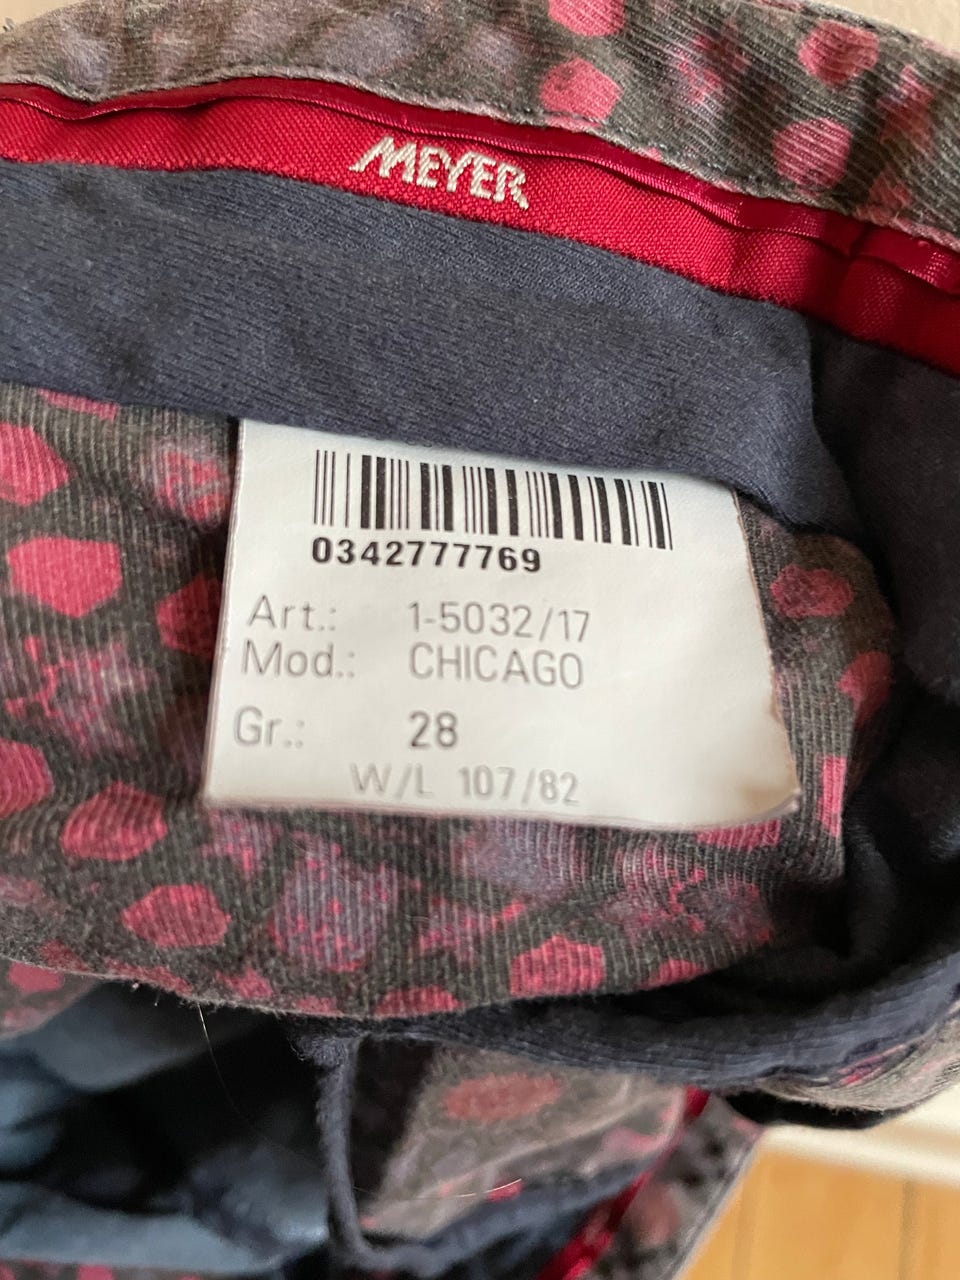 MEYER
0342777769
Art.: 1-5032/17
Mod.: CHICAGO
Gr.: 28
W/L 107/82